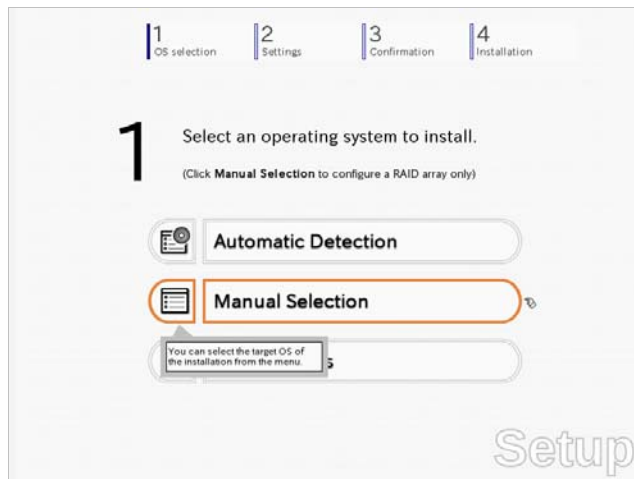 1
OS selection
2
Settings
3
Confirmation
4
Installation
1
Select an operating system to install.
(Click Manual Selection to configure a RAID array only)
Automatic Detection
Manual Selection
You can select the target OS of
the installation from the menu.
Setup